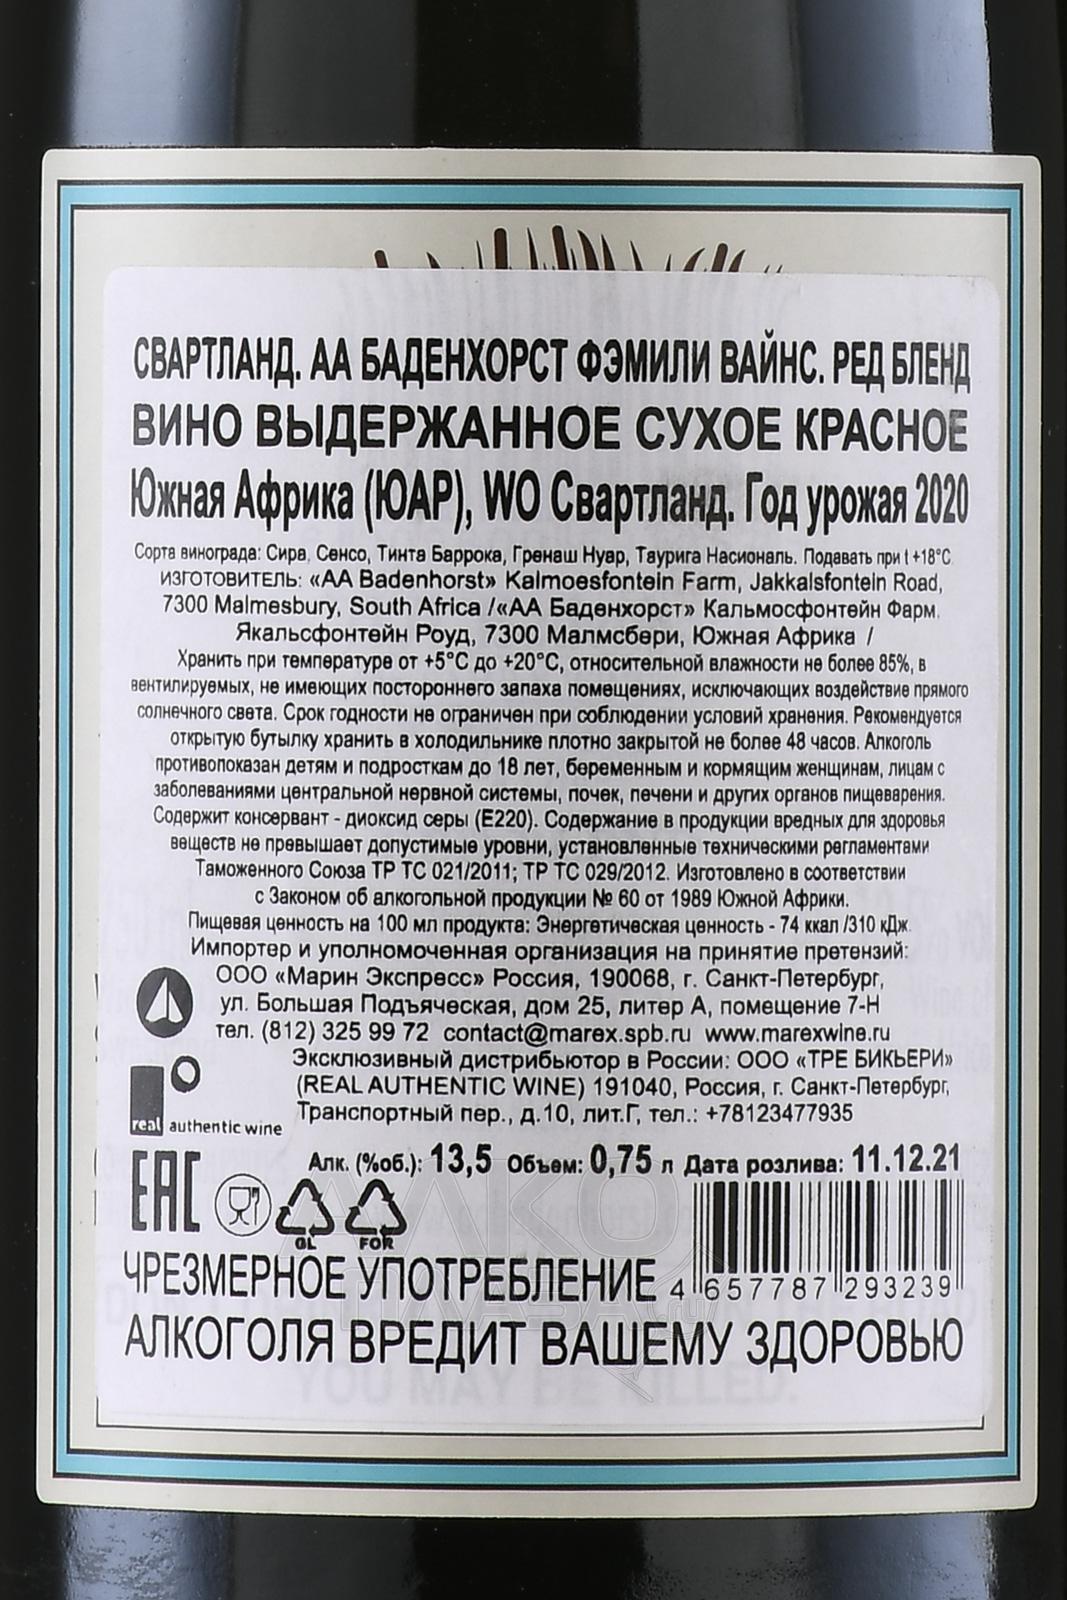 СВАРТЛАНД. АА БАДЕНХОРСТ ФЭМИЛИ ВАЙНС. РЕД БЛЕНД
ВИНО ВЫДЕРЖАННОЕ СУХОЕ КРАСНОЕ
Южная Африка (ЮАР), WO Свартланд. Год урожая 2020
Сорта винограда: Сира, Сенсо, Тинта Баррока, Гренаш Нуар, Таурига Насиональ. Подавать при t +18°C
ИЗГОТОВИТЕЛЬ: «AA Badenhorst» Kalmoesfontein Farm, Jakkalsfontein Road,
7300 Malmesbury, South Africa /«АА Баденхорст» Кальмосфонтейн Фарм,
Якальсфонтейн Роуд, 7300 Малмсбери, Южная Африка /
Хранить при температуре от +5°C до +20°C, относительной влажности не более 85%, в
вентилируемых, не имеющих постороннего запаха помещениях, исключающих воздействие прямого
солнечного света. Срок годности не ограничен при соблюдении условий хранения. Рекомендуется
открытую бутылку хранить в холодильнике плотно закрытой не более 48 часов. Алкоголь
противопоказан детям и подросткам до 18 лет, беременным и кормящим женщинам, лицам с
заболеваниями центральной нервной системы, почек, печени и других органов пищеварения.
Содержит консервант - диоксид серы (Е220). Содержание в продукции вредных для здоровья
веществ не превышает допустимые уровни, установленные техническими регламентами
Таможенного Союза ТР ТС 021/2011; ТР ТС 029/2012. Изготовлено в соответствии
с Законом об алкогольной продукции № 60 от 1989 Южной Африки.
Пищевая ценность на 100 мл продукта: Энергетическая ценность - 74 ккал /310 кДж.
Импортер и уполномоченная организация на принятие претензий:
ООО «Марин Экспресс» Россия, 190068, г. Санкт-Петербург,
ул. Большая Подъяческая, дом 25, литер А, помещение 7-Н
тел. (812) 325 99 72 contact@marex.spb.ru www.marexwine.ru
Эксклюзивный дистрибьютор в России: ООО «ТРЕ БИКЬЕРИ»
(REAL AUTHENTIC WINE) 191040, Россия, г. Санкт-Петербург,
Транспортный пер., д.10, лит.Г, тел.: +78123477935
real authentic wine
Алк. (%об.): 13,5 Объем: 0,75 л Дата розлива: 11.12.21
EAC
GL FOR
4 657787 293239
ЧРЕЗМЕРНОЕ УПОТРЕБЛЕНИЕ
АЛКОГОЛЯ ВРЕДИТ ВАШЕМУ ЗДОРОВЬЮ
АЛКО
ПЛАЗА.ru
YOU MAY BE KILLED.